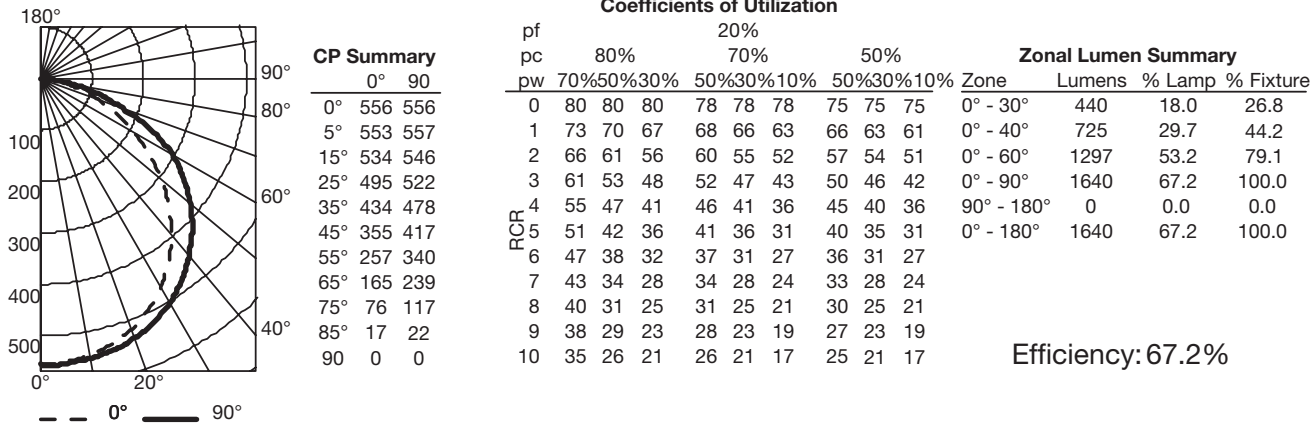 180°
90°
80°
60°
40°
100
200
300
400
500
0° 20°
0° 90°
CP Summary
0° 90
0° 556 556
5° 553 557
15° 534 546
25° 495 522
35° 434 478
45° 355 417
55° 257 340
65° 165 239
75° 76 117
85° 17 22
90 0 0
Coefficients of Utilization
pf 20%
pc 80% 70% 50%
pw 70%50%30% 50%30%10% 50%30%10%
RCR
0 80 80 80 78 78 78 75 75 75
1 73 70 67 68 66 63 66 63 61
2 66 61 56 60 55 52 57 54 51
3 61 53 48 52 47 43 50 46 42
4 55 47 41 46 41 36 45 40 36
5 51 42 36 41 36 31 40 35 31
6 47 38 32 37 31 27 36 31 27
7 43 34 28 34 28 24 33 28 24
8 40 31 25 31 25 21 30 25 21
9 38 29 23 28 23 19 27 23 19
10 35 26 21 26 21 17 25 21 17
Zonal Lumen Summary
Zone Lumens % Lamp % Fixture
0° - 30° 440 18.0 26.8
0° - 40° 725 29.7 44.2
0° - 60° 1297 53.2 79.1
0° - 90° 1640 67.2 100.0
90° - 180° 0 0.0 0.0
0° - 180° 1640 67.2 100.0
Efficiency: 67.2%